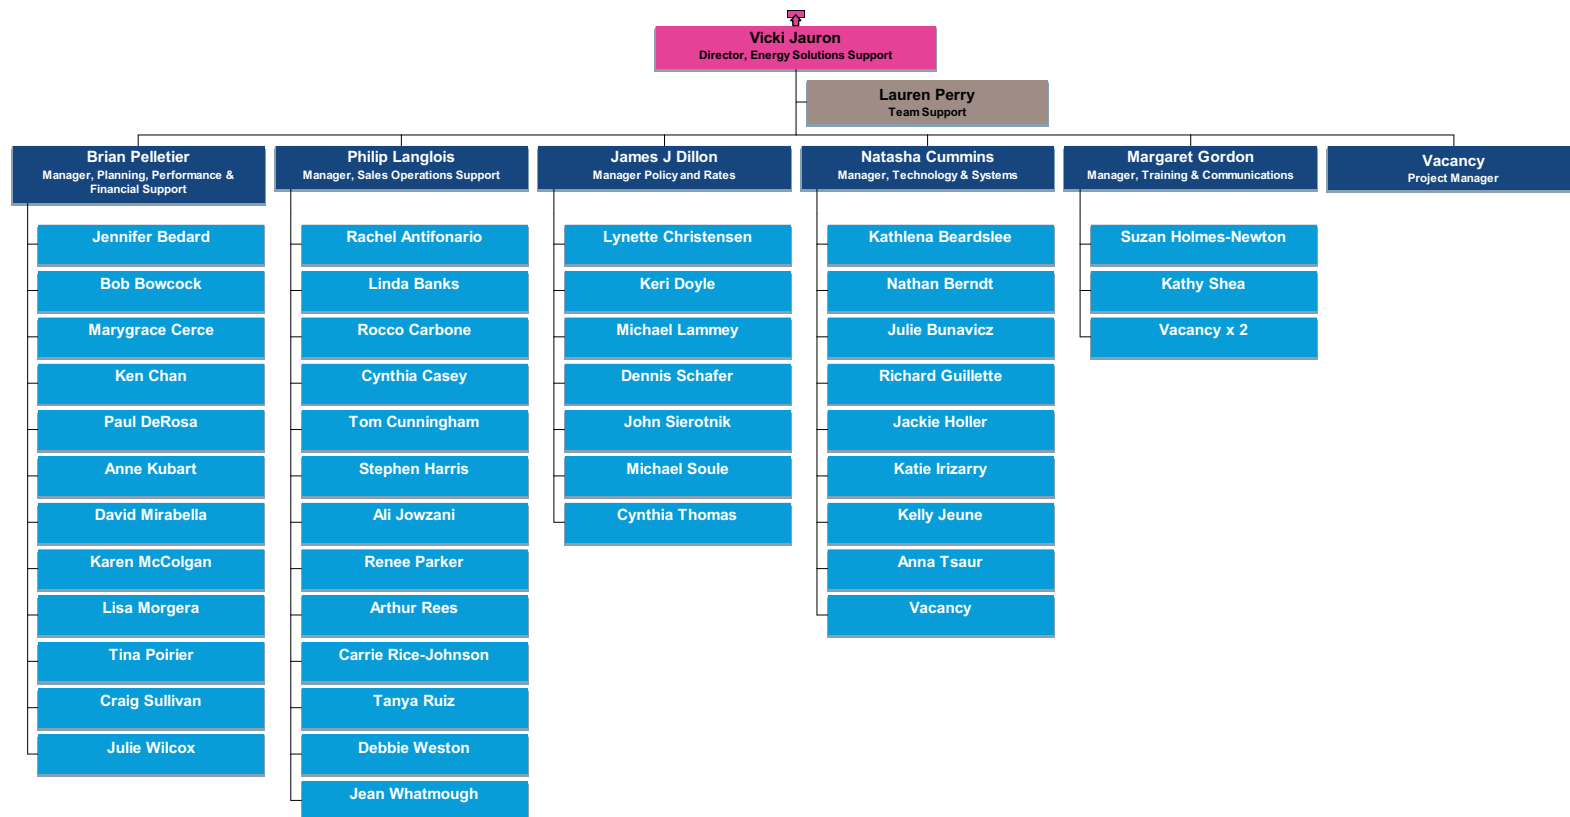 Vicki Jauron
Director, Energy Solutions Support
Lauren Perry
Team Support
Brian Pelletier
Manager, Planning, Performance &
Financial Support
Philip Langlois
Manager, Sales Operations Support
James J Dillon
Manager Policy and Rates
Natasha Cummins
Manager, Technology & Systems
Margaret Gordon
Manager, Training & Communications
Vacancy
Project Manager
Jennifer Bedard
Bob Bowcock
Marygrace Cerce
Ken Chan
Paul DeRosa
Anne Kubart
David Mirabella
Karen McColgan
Lisa Morgera
Tina Poirier
Craig Sullivan
Julie Wilcox
Rachel Antifonario
Linda Banks
Rocco Carbone
Cynthia Casey
Tom Cunningham
Stephen Harris
Ali Jowzani
Renee Parker
Arthur Rees
Carrie Rice-Johnson
Tanya Ruiz
Debbie Weston
Jean Whatmough
Lynette Christensen
Keri Doyle
Michael Lammey
Dennis Schafer
John Sierotnik
Michael Soule
Cynthia Thomas
Kathlena Beardslee
Nathan Berndt
Julie Bunavicz
Richard Guillette
Jackie Holler
Katie Irizarry
Kelly Jeune
Anna Tsaur
Vacancy
Suzan Holmes-Newton
Kathy Shea
Vacancy x 2